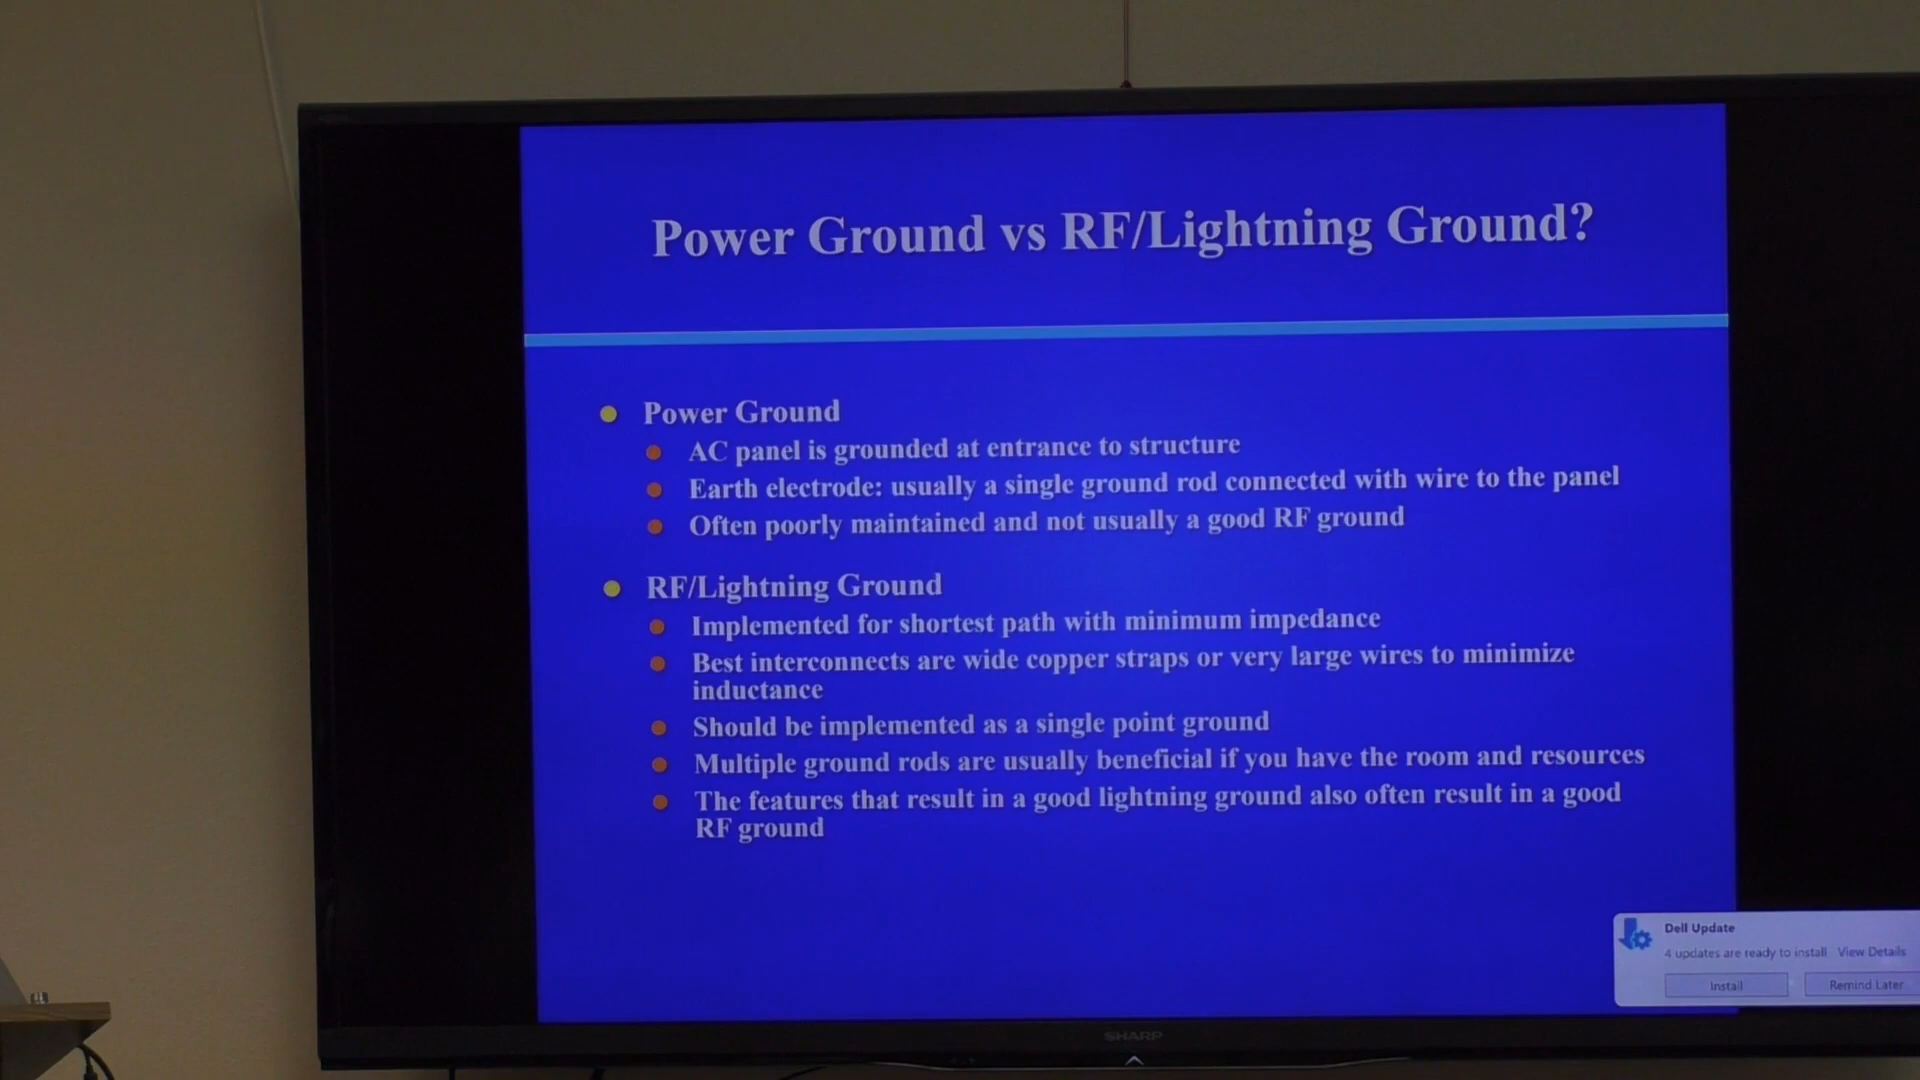 Power Ground vs RF/Lightning Ground?
Power Ground
AC panel is grounded at entrance to structure
Earth electrode: usually a single ground rod connected with wire to the panel
Often poorly maintained and not usually a good RF ground
RF/Lightning Ground
Implemented for shortest path with minimum impedance
Best interconnects are wide copper straps or very large wires to minimize
inductance
Should be implemented as a single point ground
Multiple ground rods are usually beneficial if you have the room and resources
The features that result in a good lightning ground also often result in a good
RF ground
Dell Update
4 updates are ready to install View Details
Install Remind Later
SHARP